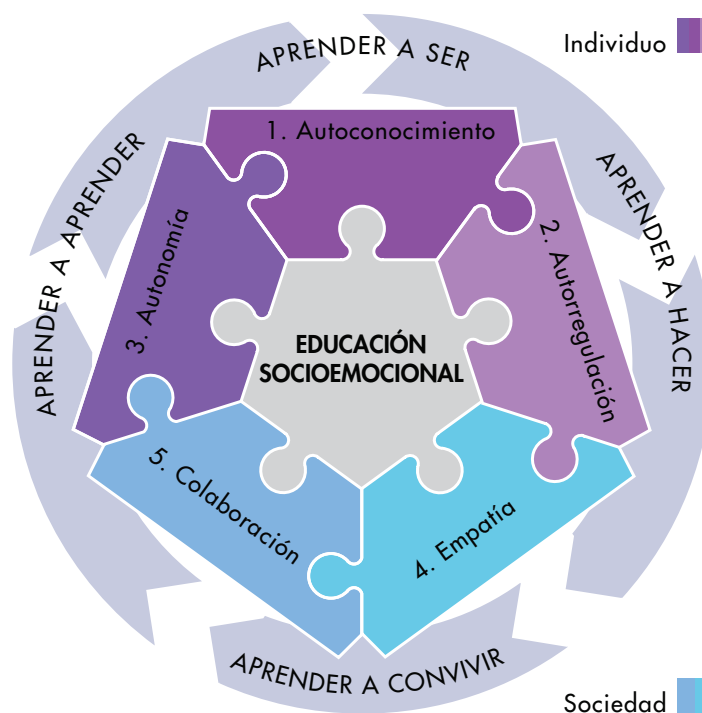 APRENDER A SER
Individuo
1. Autoconocimiento
APRENDER A APRENDER
APRENDER A HACER
3. Autonomía
2. Autorregulación
EDUCACIÓN
SOCIOEMOCIONAL
5. Colaboración
4. Empatía
APRENDER A CONVIVIR
Sociedad